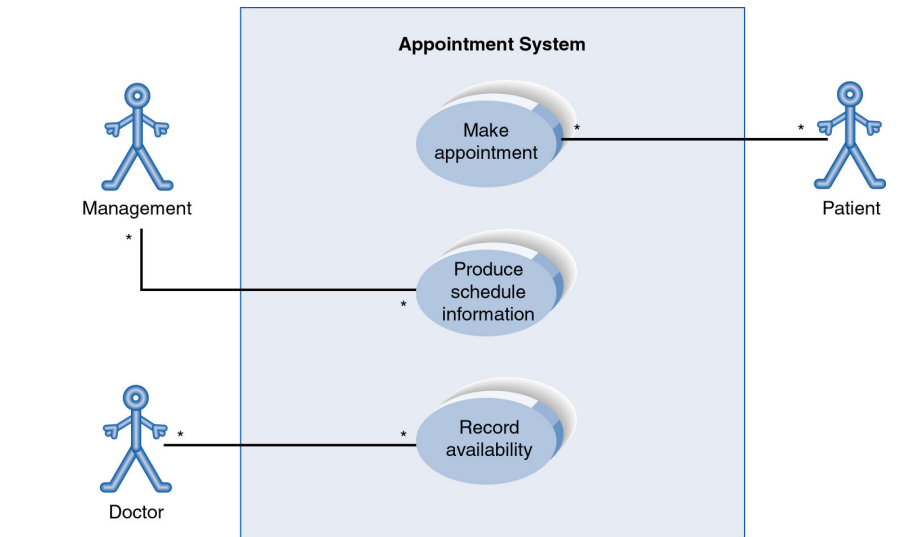 Appointment System
Make
appointment
*
*
Management
Patient
*
Produce
schedule
information
*
Record
availability
*
*
Doctor